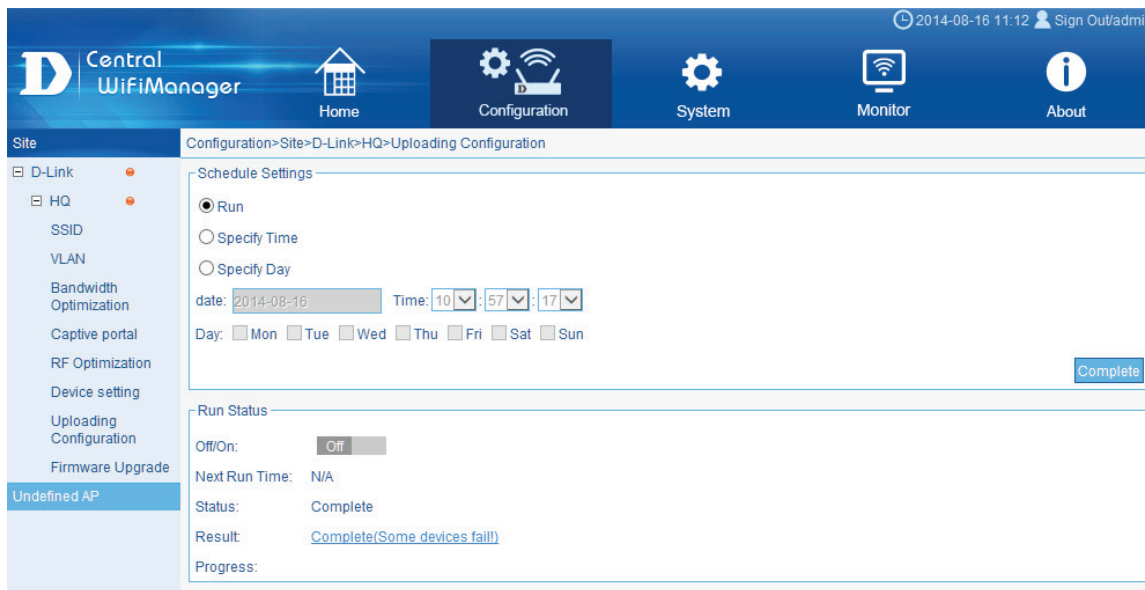 2014-08-16 11:12 Sign Out/admi
D
Central
WiFiManager
Home
Configuration
System
Monitor
About
Site
Configuration>Site>D-Link>HQ>Uploading Configuration
D-Link
HQ
SSID
VLAN
Bandwidth
Optimization
Captive portal
RF Optimization
Device setting
Uploading
Configuration
Firmware Upgrade
Undefined AP
Schedule Settings
Run
Specify Time
Specify Day
date: 2014-08-16 Time: 10 : 57 : 17
Day: Mon Tue Wed Thu Fri Sat Sun
Complete
Run Status
Off/On: Off
Next Run Time: N/A
Status: Complete
Result: Complete(Some devices fail!)
Progress: